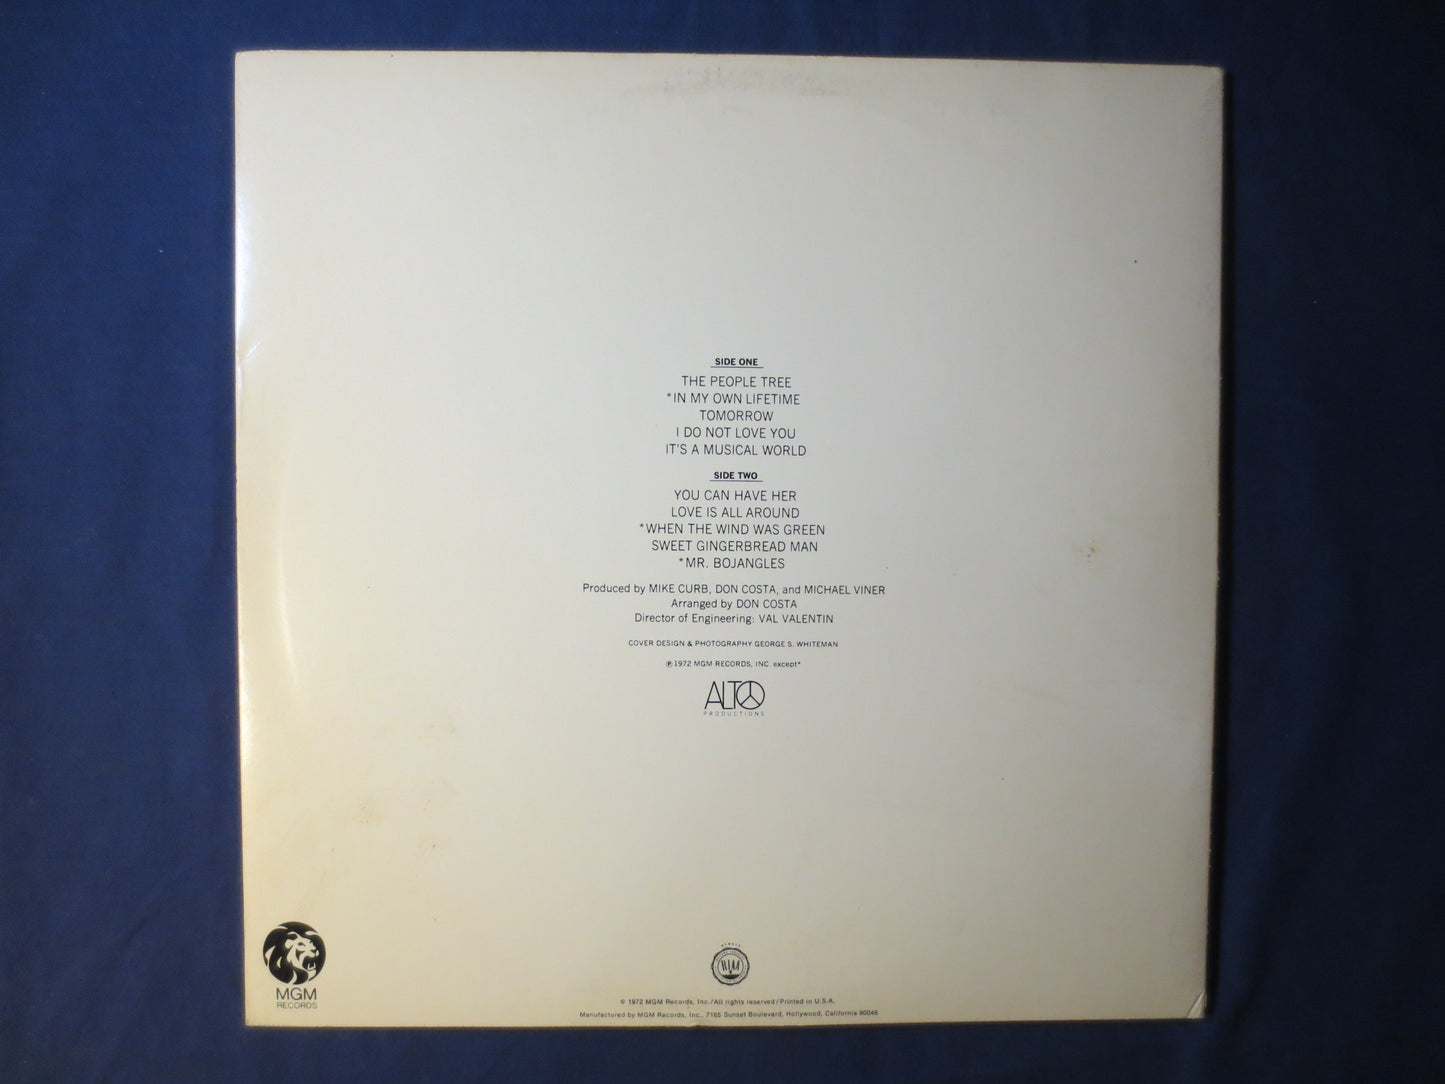 SIDE ONE
THE PEOPLE TREE
*IN MY OWN LIFETIME
TOMORROW
I DO NOT LOVE YOU
IT'S A MUSICAL WORLD
SIDE TWO
YOU CAN HAVE HER
LOVE IS ALL AROUND
*WHEN THE WIND WAS GREEN
SWEET GINGERBREAD MAN
*MR. BOJANGLES
Produced by MIKE CURB, DON COSTA, and MICHAEL VINER
Arranged by DON COSTA
Director of Engineering: VAL VALENTIN
COVER DESIGN & PHOTOGRAPHY GEORGE S. WHITEMAN
℗ 1972 MGM RECORDS, INC. except*
ALTO
PRODUCTIONS
MGM
RECORDS
© 1972 MGM Records, Inc./All rights reserved/Printed in U.S.A.
Manufactured by MGM Records, Inc., 7165 Sunset Boulevard, Hollywood, California 90046